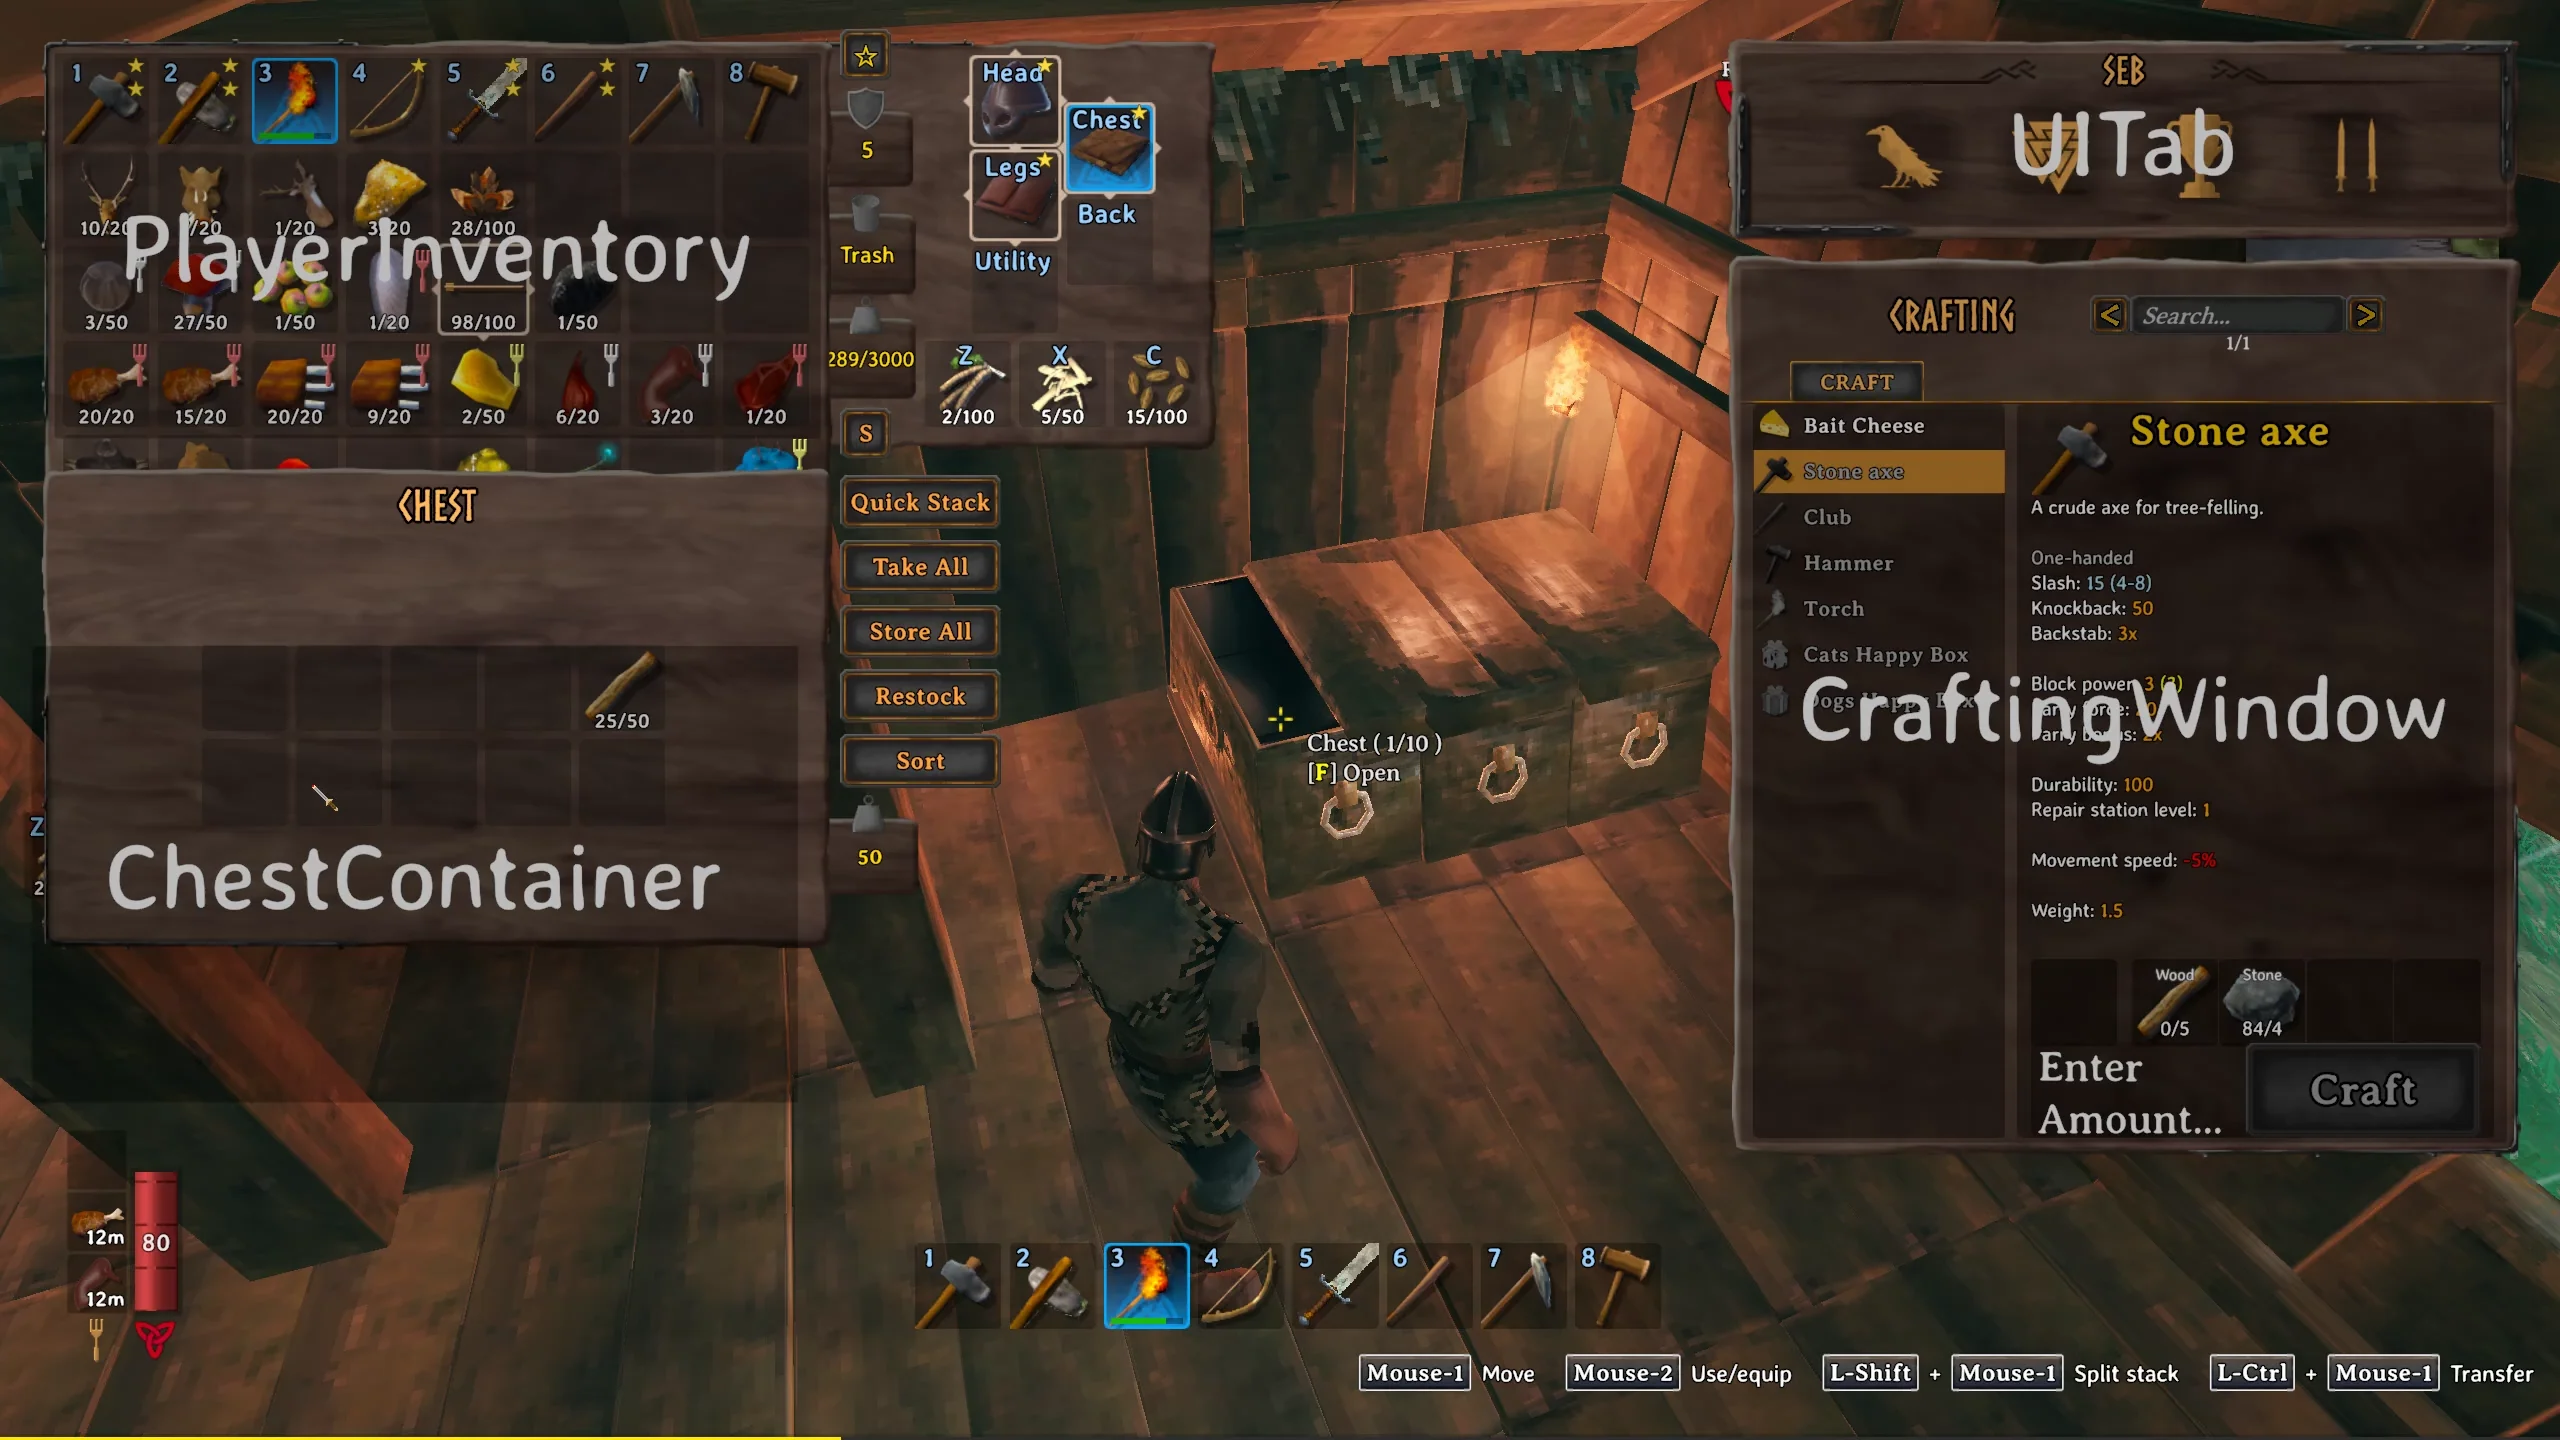 1 2 3 4 5 6 7 8
10/20 /20 1/20 3/20 28/100
PlayerInventory
3/50 27/50 1/50 1/20 98/100 1/50
20/20 15/20 20/20 9/20 2/50 6/20 3/20 1/20
5
Trash
289/3000
S
Head
Chest
Legs
Back
Utility
Z X C
2/100 5/50 15/100
CHEST
25/50
ChestContainer
Quick Stack
Take All
Store All
Restock
Sort
50
Chest ( 1/10 )
[F] Open
SEB
UITab
CRAFTING
< Search... >
1/1
CRAFT
Bait Cheese
Stone axe
Club
Hammer
Torch
Cats Happy Box
Stone axe
A crude axe for tree-felling.
One-handed
Slash: 15 (4-8)
Knockback: 50
Backstab: 3x
Block power: 3 (3)
CraftingWindow
Durability: 100
Repair station level: 1
Movement speed: -5%
Weight: 1.5
Wood Stone
0/5 84/4
Enter
Amount...
Craft
Z
2
12m
80
12m
1 2 3 4 5 6 7 8
Mouse-1 Move Mouse-2 Use/equip L-Shift + Mouse-1 Split stack L-Ctrl + Mouse-1 Transfer